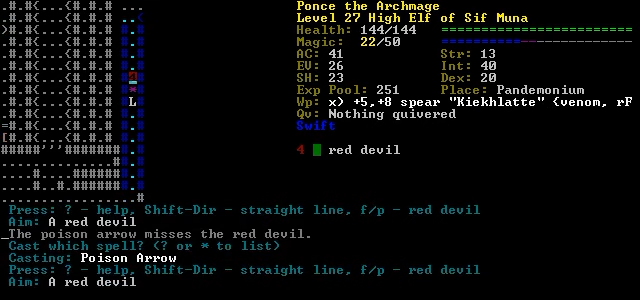 Ponce the Archmage
Level 27 High Elf of Sif Muna
Health: 144/144
Magic: 22/50
AC: 41 Str: 13
EV: 26 Int: 40
SH: 23 Dex: 20
Exp Pool: 251 Place: Pandemonium
Wp: x) +5,+8 spear "Kiekhlatte" {venom, rF
Qv: Nothing quivered
Swift
4 red devil
Press: ? - help, Shift-Dir - straight line, f/p - red devil
Aim: A red devil
_The poison arrow misses the red devil.
Cast which spell? (? or * to list)
Casting: Poison Arrow
Press: ? - help, Shift-Dir - straight line, f/p - red devil
Aim: A red devil